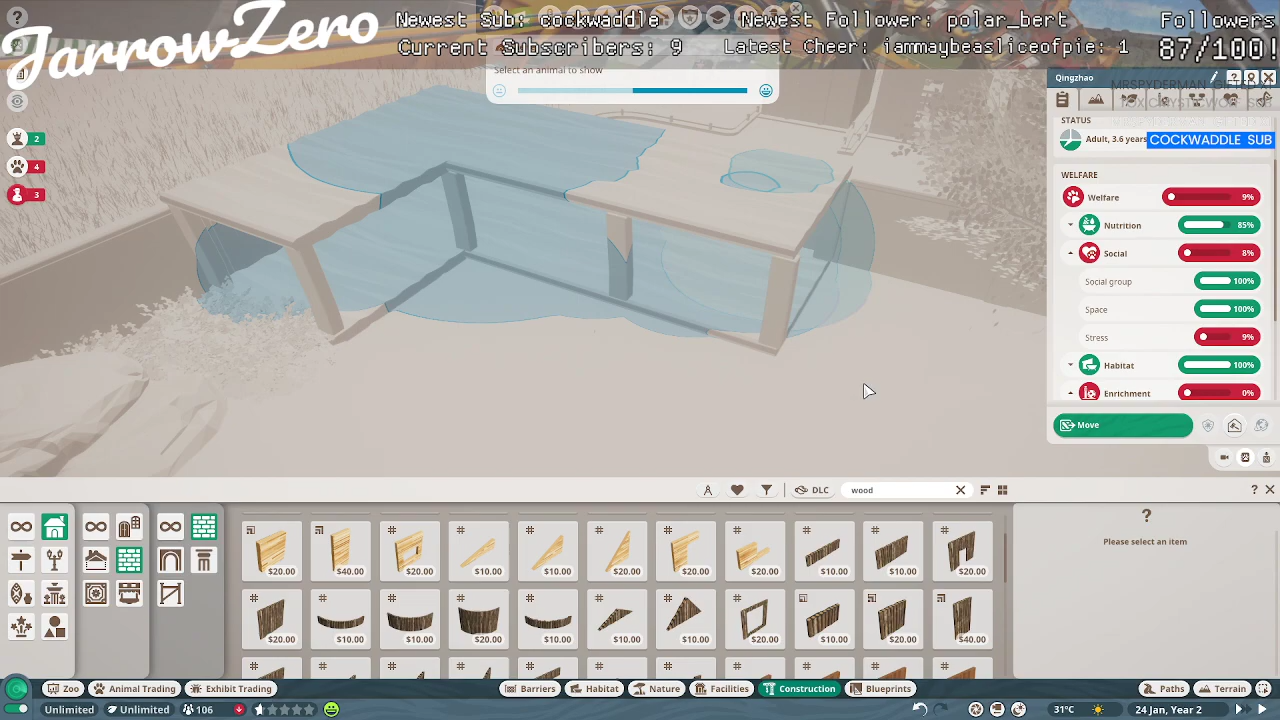 JarrowZero
Newest Sub: cockwaddle
Newest Follower: polar_bert
Followers
Current Subscribers: 9
Latest Cheer: iammaybeasliceofpie: 1
87/100!
Select an animal to show
2
4
3
Qingzhao
MRSPYDERMAN GIFTED A
STATUS
Adult, 3.6 years
COCKWADDLE SUB
WELFARE
Welfare 9%
Nutrition 85%
Social 8%
Social group 100%
Space 100%
Stress 9%
Habitat 100%
Enrichment 0%
Move
DLC
wood
?
Please select an item
$20.00 $40.00 $20.00 $10.00 $10.00 $20.00 $20.00 $20.00 $10.00 $10.00 $20.00
$20.00 $10.00 $10.00 $20.00 $10.00 $10.00 $10.00 $20.00 $10.00 $20.00 $40.00
Zoo Animal Trading Exhibit Trading Barriers Habitat Nature Facilities Construction Blueprints Paths Terrain
Unlimited Unlimited 106 31°C 24 Jan, Year 2